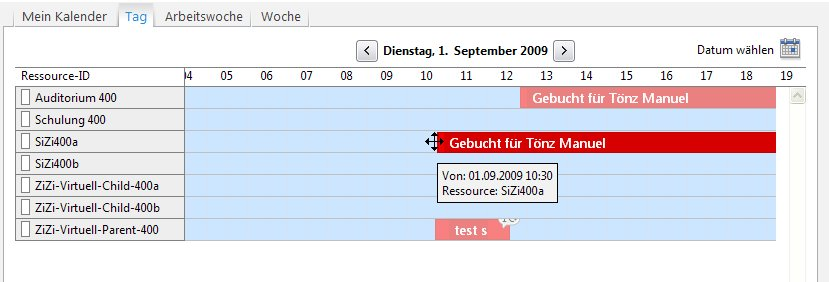 Mein Kalender Tag Arbeitswoche Woche
< Dienstag, 1. September 2009 > Datum wählen
Ressource-ID 04 05 06 07 08 09 10 11 12 13 14 15 16 17 18 19
Auditorium 400 Gebucht für Tönz Manuel
Schulung 400
SiZi400a Gebucht für Tönz Manuel
SiZi400b
Von: 01.09.2009 10:30
Ressource: SiZi400a
ZiZi-Virtuell-Child-400a
ZiZi-Virtuell-Child-400b
ZiZi-Virtuell-Parent-400 test s